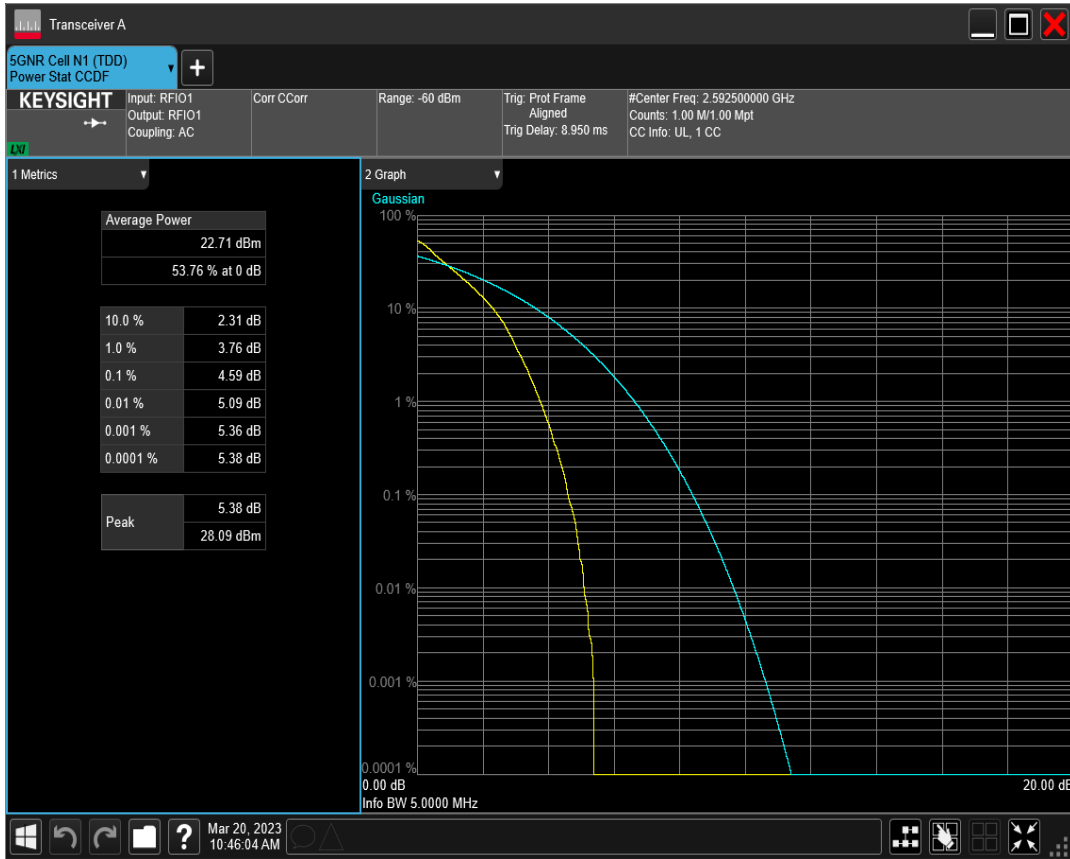 Transceiver A
5GNR Cell N1 (TDD)
Power Stat CCDF
+
KEYSIGHT
LXI
Input: RFIO1
Output: RFIO1
Coupling: AC
Corr CCorr
Range: -60 dBm
Trig: Prot Frame
Aligned
Trig Delay: 8.950 ms
#Center Freq: 2.592500000 GHz
Counts: 1.00 M/1.00 Mpt
CC Info: UL, 1 CC
1 Metrics
Average Power
22.71 dBm
53.76 % at 0 dB
10.0 % 2.31 dB
1.0 % 3.76 dB
0.1 % 4.59 dB
0.01 % 5.09 dB
0.001 % 5.36 dB
0.0001 % 5.38 dB
Peak 5.38 dB
28.09 dBm
2 Graph
Gaussian
100 %
10 %
1 %
0.1 %
0.01 %
0.001 %
0.0001 %
0.00 dB 20.00 dB
Info BW 5.0000 MHz
?
Mar 20, 2023
10:46:04 AM